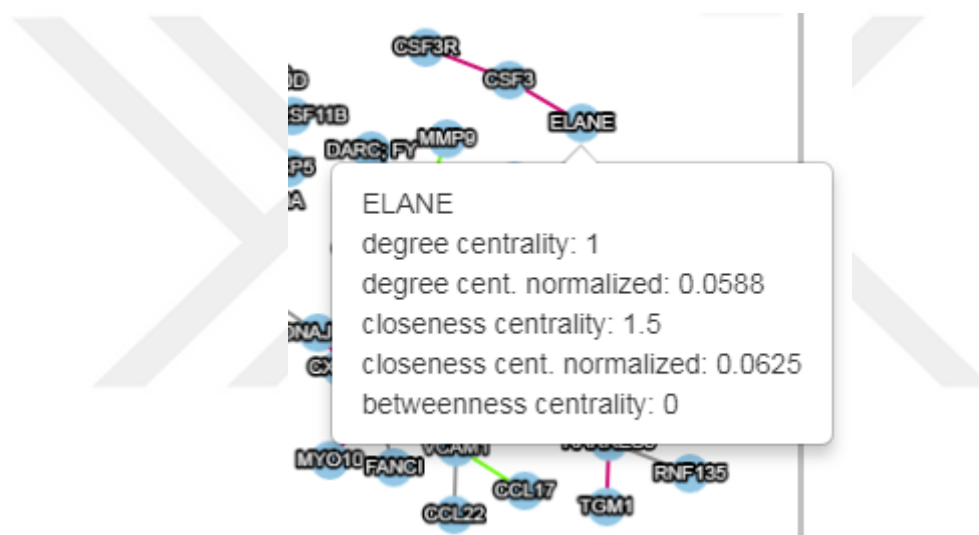 CSF3R
CSF3
ELANE
SF11B
MMP9
DARC; FY
ELANE
degree centrality: 1
degree cent. normalized: 0.0588
closeness centrality: 1.5
closeness cent. normalized: 0.0625
betweenness centrality: 0
MYO10
FANCI
VCAM1
RNF135
CCL17
TGM1
CCL22